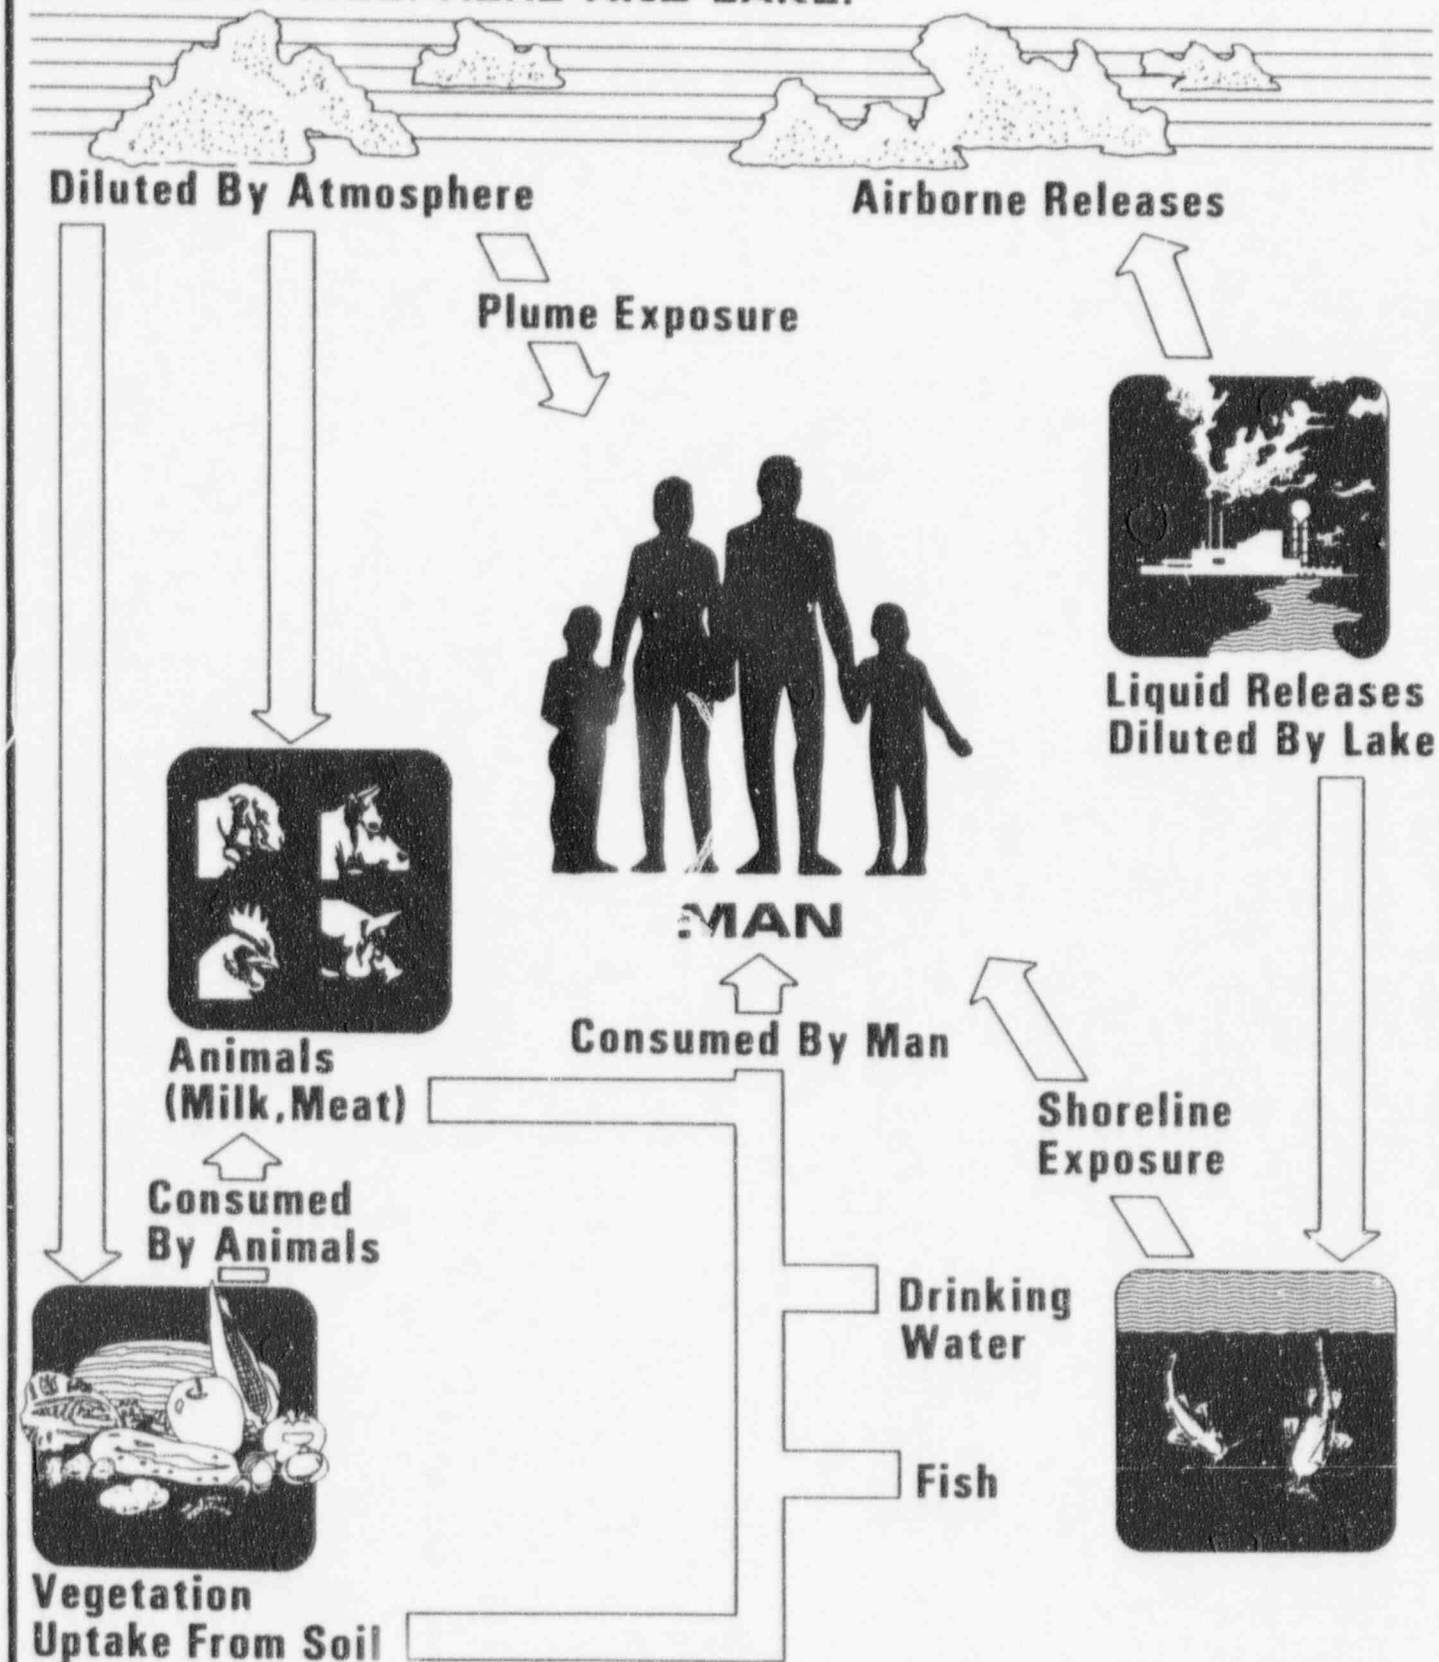 Diluted By Atmosphere
Airborne Releases
Plume Exposure
Liquid Releases
Diluted By Lake
MAN
Animals
(Milk, Meat)
Consumed By Man
Shoreline
Exposure
Consumed
By Animals
Drinking
Water
Fish
Vegetation
Uptake From Soil